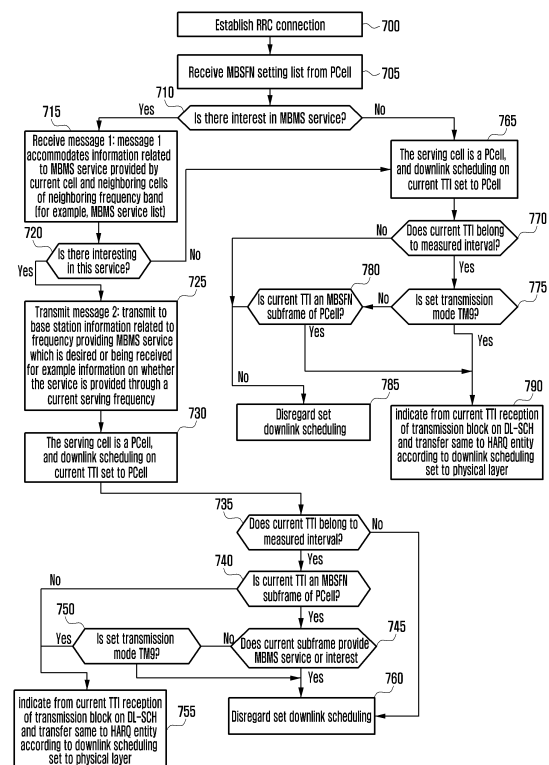 Establish RRC connection
700
Receive MBSFN setting list from PCell
705
710
Is there interest in MBMS service?
Yes
No
715
Receive message 1: message 1
accommodates information related
to MBMS service provided by
current cell and neighboring cells
of neighboring frequency band
(for example, MBMS service list)
765
The serving cell is a PCell,
and downlink scheduling on
current TTI set to PCell
720
Is there interesting
in this service?
No
Yes
770
Does current TTI belong
to measured interval?
No
Yes
725
Transmit message 2: transmit to
base station information related to
frequency providing MBMS service
which is desired or being received
for example information on whether
the service is provided through a
current serving frequency
780
Is current TTI an MBSFN
subframe of PCell?
No
Yes
775
Is set transmission
mode TM9?
No
Yes
785
Disregard set
downlink scheduling
790
indicate from current TTI reception
of transmission block on DL-SCH
and transfer same to HARQ entity
according to downlink scheduling
set to physical layer
730
The serving cell is a PCell,
and downlink scheduling on
current TTI set to PCell
735
Does current TTI belong to
measured interval?
No
Yes
740
Is current TTI an MBSFN
subframe of PCell?
No
Yes
750
Is set transmission
mode TM9?
Yes
No
745
Does current subframe provide
MBMS service or interest
Yes
755
indicate from current TTI reception
of transmission block on DL-SCH
and transfer same to HARQ entity
according to downlink scheduling
set to physical layer
760
Disregard set downlink scheduling